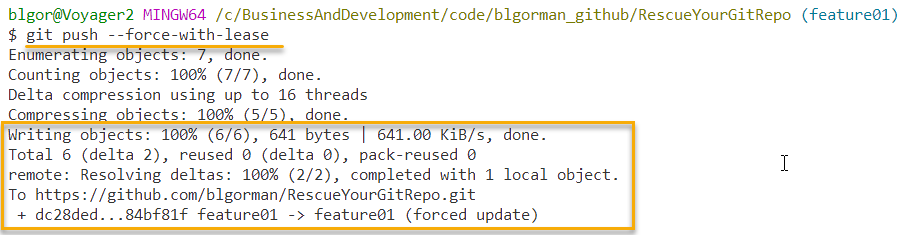 blgor@Voyager2 MINGW64 /c/BusinessAndDevelopment/code/blgorman_github/RescueYourGitRepo (feature01)
$ git push --force-with-lease
Enumerating objects: 7, done.
Counting objects: 100% (7/7), done.
Delta compression using up to 16 threads
Compressing objects: 100% (5/5), done.
Writing objects: 100% (6/6), 641 bytes | 641.00 KiB/s, done.
Total 6 (delta 2), reused 0 (delta 0), pack-reused 0
remote: Resolving deltas: 100% (2/2), completed with 1 local object.
To https://github.com/blgorman/RescueYourGitRepo.git
 + dc28ded...84bf81f feature01 -> feature01 (forced update)